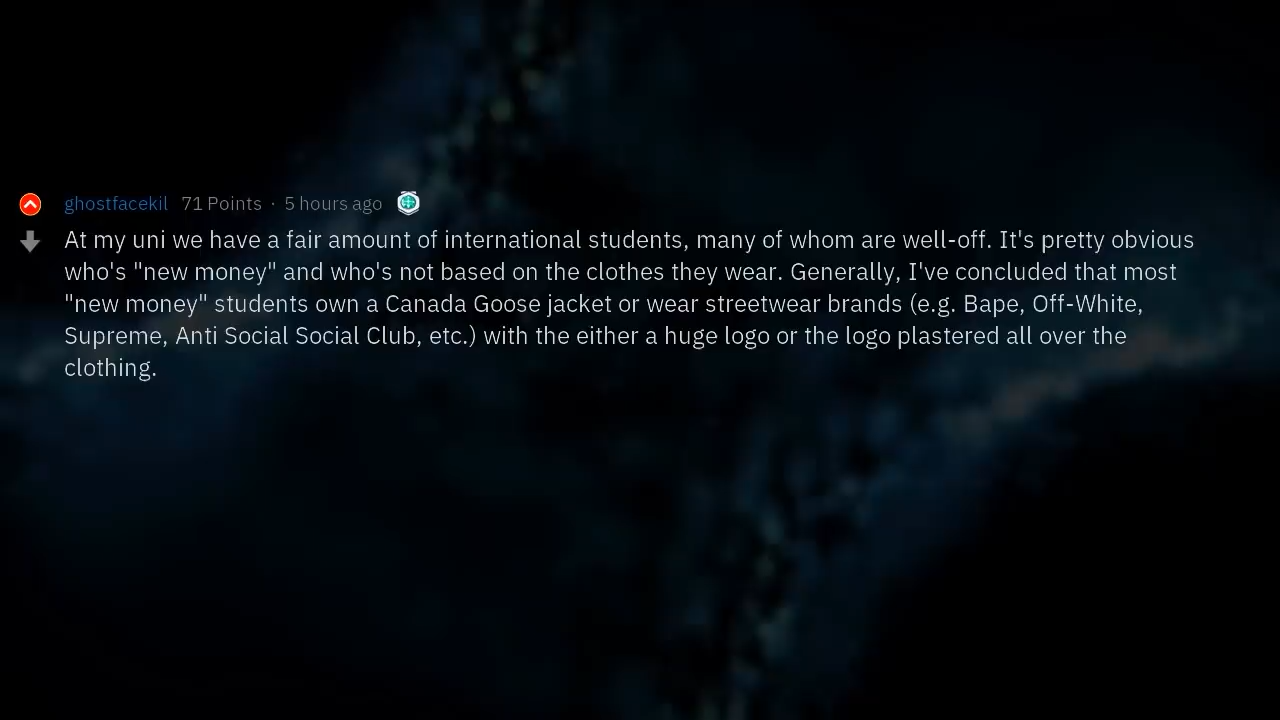 ghostfacekil 71 Points · 5 hours ago
At my uni we have a fair amount of international students, many of whom are well-off. It's pretty obvious
who's "new money" and who's not based on the clothes they wear. Generally, I've concluded that most
"new money" students own a Canada Goose jacket or wear streetwear brands (e.g. Bape, Off-White,
Supreme, Anti Social Social Club, etc.) with the either a huge logo or the logo plastered all over the
clothing.